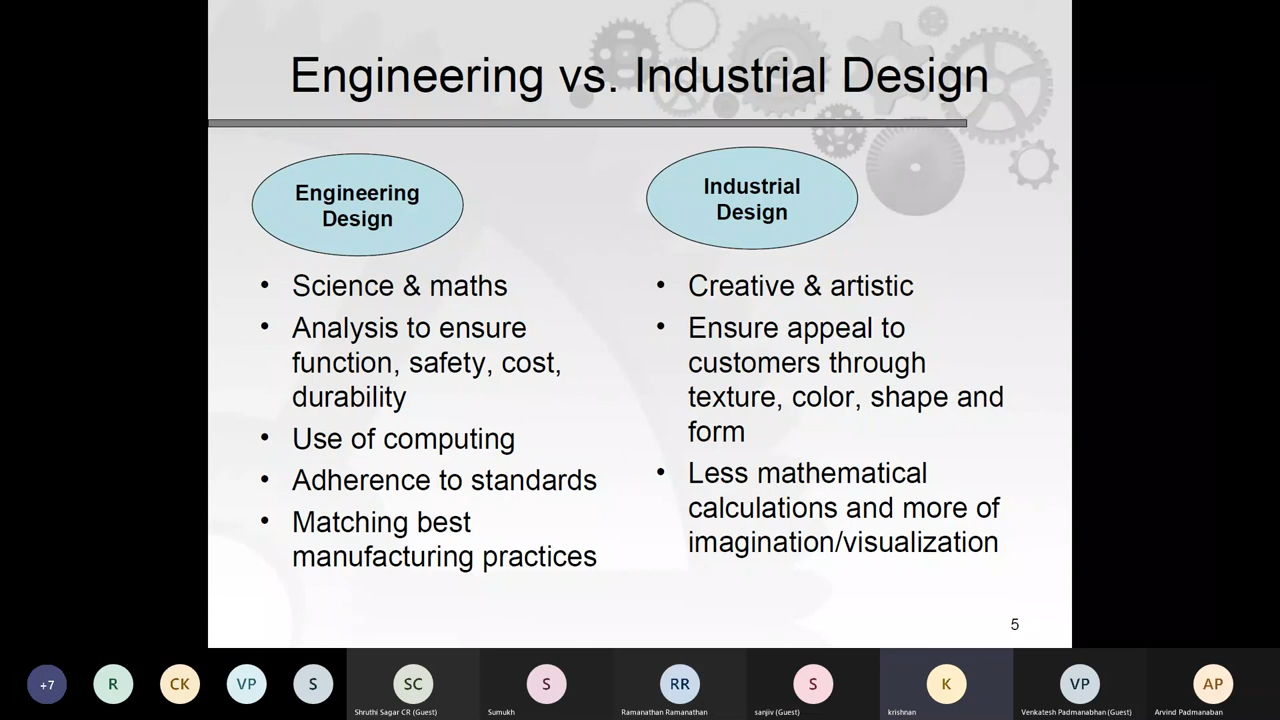 Engineering vs. Industrial Design
Engineering
Design
• Science & maths
• Analysis to ensure
function, safety, cost,
durability
• Use of computing
• Adherence to standards
• Matching best
manufacturing practices
Industrial
Design
• Creative & artistic
• Ensure appeal to
customers through
texture, color, shape and
form
• Less mathematical
calculations and more of
imagination/visualization
5
+7
R
CK
VP
S
SC
Shruthi Sagar CR (Guest)
S
Sumukh
RR
Ramanathan Ramanathan
S
sanjiv (Guest)
K
krishnan
VP
Venkatesh Padmanabhan (Guest)
AP
Arvind Padmanaban